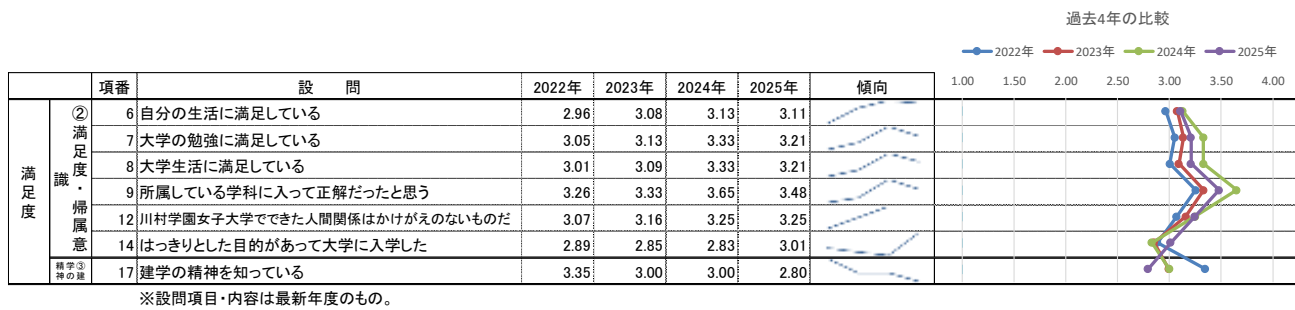 過去4年の比較
2022年 2023年 2024年 2025年
項番 設問 2022年 2023年 2024年 2025年 傾向 1.00 1.50 2.00 2.50 3.00 3.50 4.00
満足度
②満足度・帰属意識
6 自分の生活に満足している 2.96 3.08 3.13 3.11
7 大学の勉強に満足している 3.05 3.13 3.33 3.21
8 大学生活に満足している 3.01 3.09 3.33 3.21
9 所属している学科に入って正解だったと思う 3.26 3.33 3.65 3.48
12 川村学園女子大学でできた人間関係はかけがえのないものだ 3.07 3.16 3.25 3.25
14 はっきりとした目的があって大学に入学した 2.89 2.85 2.83 3.01
③建学の精神
17 建学の精神を知っている 3.35 3.00 3.00 2.80
※設問項目・内容は最新年度のもの。